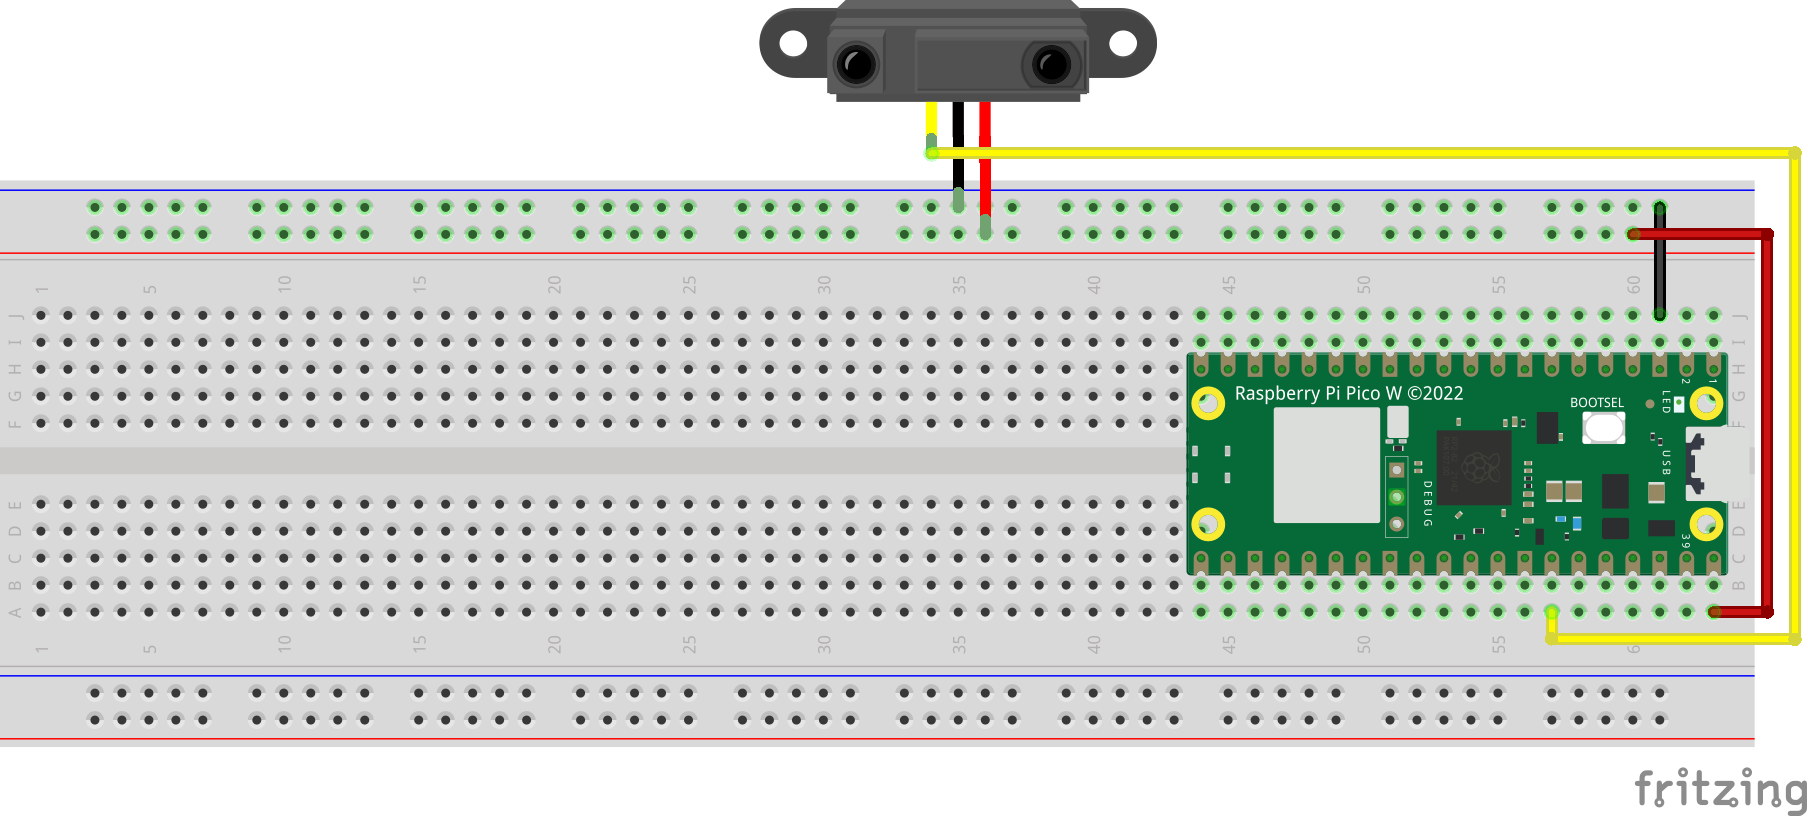 1 5 10 15 20 25 30 35 40 45 50 55 60
J J
I I
H H
G G
F F
Raspberry Pi Pico W ©2022
BOOTSEL
LED
2
1
USB
DEBUG
39
E E
D D
C C
B B
A
1 5 10 15 20 25 30 35 40 45 50 55 6
fritzing